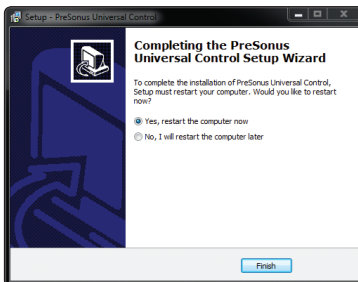 Setup - PreSonus Universal Control
Completing the PreSonus
Universal Control Setup Wizard
To complete the installation of PreSonus Universal Control,
Setup must restart your computer. Would you like to restart
now?
Yes, restart the computer now
No, I will restart the computer later
Finish